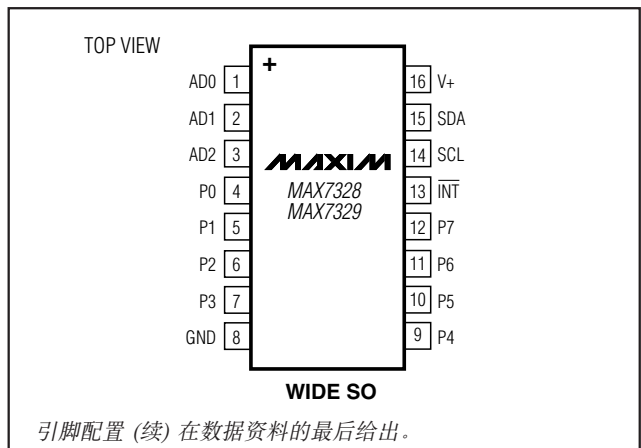 TOP VIEW
+
AD0 1 16 V+
AD1 2 15 SDA
AD2 3 14 SCL
MAXIM
P0 4 MAX7328 13 INT
MAX7329
P1 5 12 P7
P2 6 11 P6
P3 7 10 P5
GND 8 9 P4
WIDE SO
引脚配置 (续) 在数据资料的最后给出。